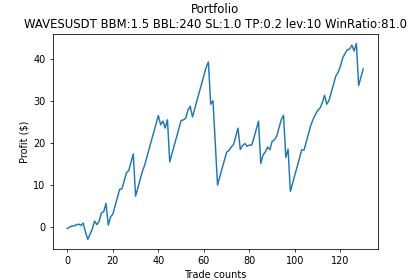 Portfolio
WAVESUSDT BBM:1.5 BBL:240 SL:1.0 TP:0.2 lev:10 WinRatio:81.0
40
30
20
10
0
Profit ($)
0 20 40 60 80 100 120
Trade counts